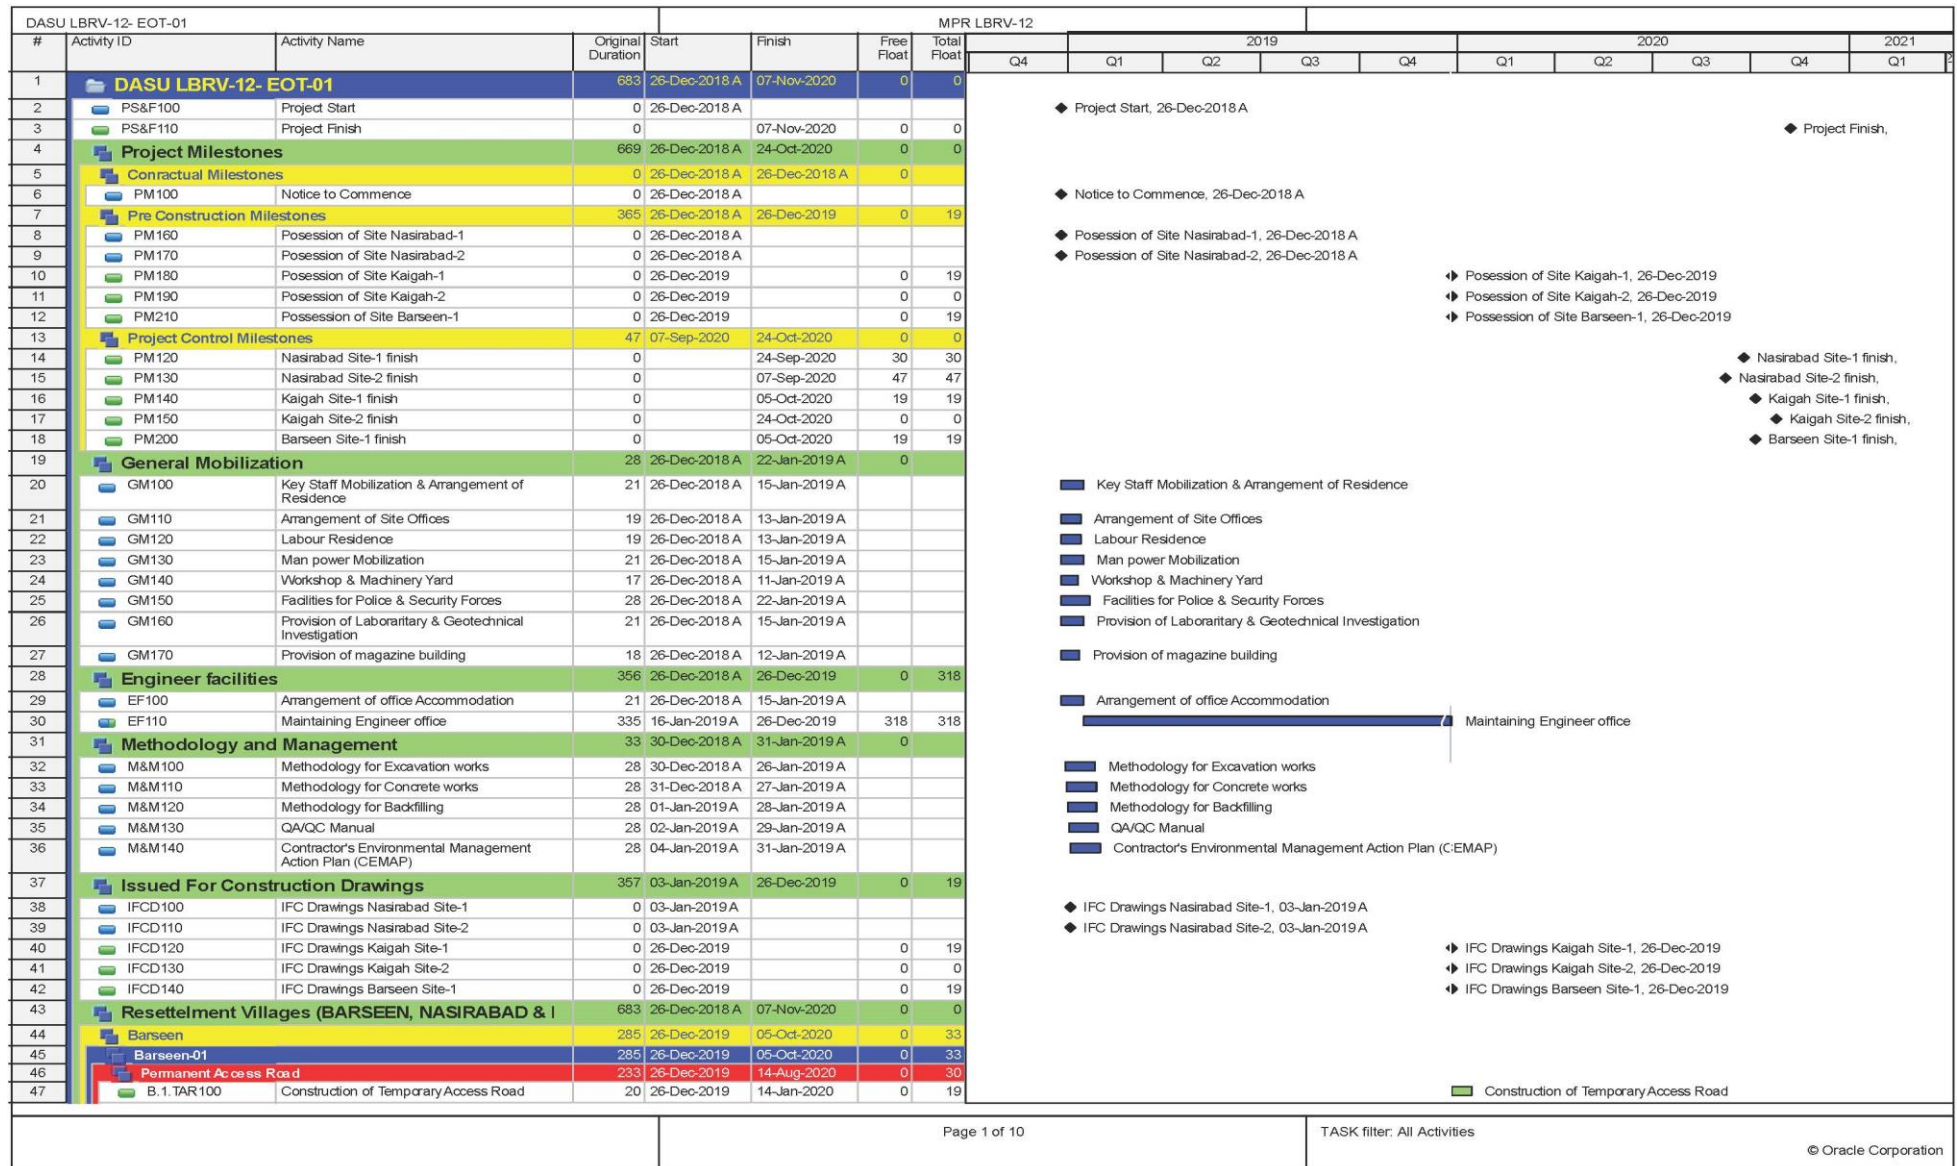 DASU LBRV-12- EOT-01 MPR LBRV-12
# Activity ID Activity Name Original Duration Start Finish Free Float Total Float 2019 2020 2021
Q4 Q1 Q2 Q3 Q4 Q1 Q2 Q3 Q4 Q1
1 DASU LBRV-12- EOT-01 683 26-Dec-2018 A 07-Nov-2020 0 0
2 PS&F100 Project Start 0 26-Dec-2018 A Project Start, 26-Dec-2018 A
3 PS&F110 Project Finish 0 07-Nov-2020 0 0 Project Finish,
4 Project Milestones 669 26-Dec-2018 A 24-Oct-2020 0 0
5 Conractual Milestones 0 26-Dec-2018 A 26-Dec-2018 A 0
6 PM100 Notice to Commence 0 26-Dec-2018 A Notice to Commence, 26-Dec-2018 A
7 Pre Construction Milestones 365 26-Dec-2018 A 26-Dec-2019 0 19
8 PM160 Posession of Site Nasirabad-1 0 26-Dec-2018 A Posession of Site Nasirabad-1, 26-Dec-2018 A
9 PM170 Posession of Site Nasirabad-2 0 26-Dec-2018 A Posession of Site Nasirabad-2, 26-Dec-2018 A
10 PM180 Posession of Site Kaigah-1 0 26-Dec-2019 0 19 Posession of Site Kaigah-1, 26-Dec-2019
11 PM190 Posession of Site Kaigah-2 0 26-Dec-2019 0 0 Posession of Site Kaigah-2, 26-Dec-2019
12 PM210 Possession of Site Barseen-1 0 26-Dec-2019 0 19 Possession of Site Barseen-1, 26-Dec-2019
13 Project Control Milestones 47 07-Sep-2020 24-Oct-2020 0 0
14 PM120 Nasirabad Site-1 finish 0 24-Sep-2020 30 30 Nasirabad Site-1 finish,
15 PM130 Nasirabad Site-2 finish 0 07-Sep-2020 47 47 Nasirabad Site-2 finish,
16 PM140 Kaigah Site-1 finish 0 05-Oct-2020 19 19 Kaigah Site-1 finish,
17 PM150 Kaigah Site-2 finish 0 24-Oct-2020 0 0 Kaigah Site-2 finish,
18 PM200 Barseen Site-1 finish 0 05-Oct-2020 19 19 Barseen Site-1 finish,
19 General Mobilization 28 26-Dec-2018 A 22-Jan-2019 A 0
20 GM100 Key Staff Mobilization & Arrangement of Residence 21 26-Dec-2018 A 15-Jan-2019 A Key Staff Mobilization & Arrangement of Residence
21 GM110 Arrangement of Site Offices 19 26-Dec-2018 A 13-Jan-2019 A Arrangement of Site Offices
22 GM120 Labour Residence 19 26-Dec-2018 A 13-Jan-2019 A Labour Residence
23 GM130 Man power Mobilization 21 26-Dec-2018 A 15-Jan-2019 A Man power Mobilization
24 GM140 Workshop & Machinery Yard 17 26-Dec-2018 A 11-Jan-2019 A Workshop & Machinery Yard
25 GM150 Facilities for Police & Security Forces 28 26-Dec-2018 A 22-Jan-2019 A Facilities for Police & Security Forces
26 GM160 Provision of Laboraritary & Geotechnical Investigation 21 26-Dec-2018 A 15-Jan-2019 A Provision of Laboraritary & Geotechnical Investigation
27 GM170 Provision of magazine building 18 26-Dec-2018 A 12-Jan-2019 A Provision of magazine building
28 Engineer facilities 356 26-Dec-2018 A 26-Dec-2019 0 318
29 EF100 Arrangement of office Accommodation 21 26-Dec-2018 A 15-Jan-2019 A Arrangement of office Accommodation
30 EF110 Maintaining Engineer office 335 16-Jan-2019 A 26-Dec-2019 318 318 Maintaining Engineer office
31 Methodology and Management 33 30-Dec-2018 A 31-Jan-2019 A 0
32 M&M100 Methodology for Excavation works 28 30-Dec-2018 A 26-Jan-2019 A Methodology for Excavation works
33 M&M110 Methodology for Concrete works 28 31-Dec-2018 A 27-Jan-2019 A Methodology for Concrete works
34 M&M120 Methodology for Backfilling 28 01-Jan-2019 A 28-Jan-2019 A Methodology for Backfilling
35 M&M130 QA/QC Manual 28 02-Jan-2019 A 29-Jan-2019 A QA/QC Manual
36 M&M140 Contractor's Environmental Management Action Plan (CEMAP) 28 04-Jan-2019 A 31-Jan-2019 A Contractor's Environmental Management Action Plan (CEMAP)
37 Issued For Construction Drawings 357 03-Jan-2019 A 26-Dec-2019 0 19
38 IFCD100 IFC Drawings Nasirabad Site-1 0 03-Jan-2019 A IFC Drawings Nasirabad Site-1, 03-Jan-2019 A
39 IFCD110 IFC Drawings Nasirabad Site-2 0 03-Jan-2019 A IFC Drawings Nasirabad Site-2, 03-Jan-2019 A
40 IFCD120 IFC Drawings Kaigah Site-1 0 26-Dec-2019 0 19 IFC Drawings Kaigah Site-1, 26-Dec-2019
41 IFCD130 IFC Drawings Kaigah Site-2 0 26-Dec-2019 0 0 IFC Drawings Kaigah Site-2, 26-Dec-2019
42 IFCD140 IFC Drawings Barseen Site-1 0 26-Dec-2019 0 19 IFC Drawings Barseen Site-1, 26-Dec-2019
43 Resettelment Villages (BARSEEN, NASIRABAD & 683 26-Dec-2018 A 07-Nov-2020 0 0
44 Barseen 285 26-Dec-2019 05-Oct-2020 0 33
45 Barseen-01 285 26-Dec-2019 05-Oct-2020 0 33
46 Permanent Access Road 233 26-Dec-2019 14-Aug-2020 0 30
47 B.1.TAR100 Construction of Temporary Access Road 20 26-Dec-2019 14-Jan-2020 0 19 Construction of Temporary Access Road
Page 1 of 10 TASK filter: All Activities
© Oracle Corporation